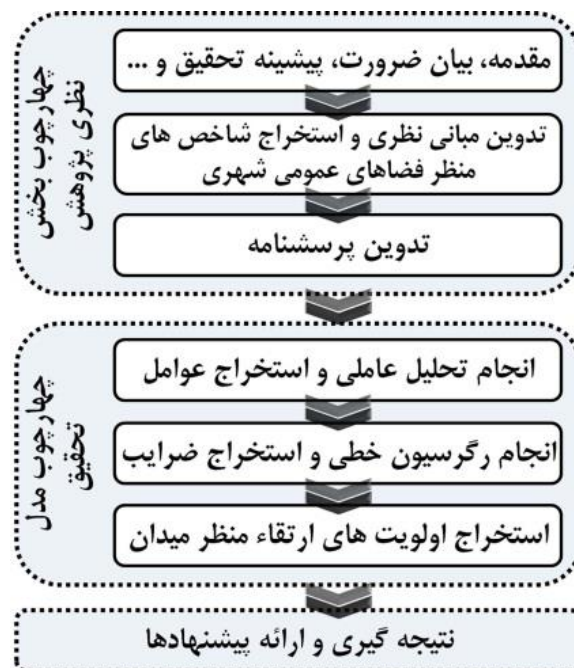 چهارچوب بخش
نظری پژوهش
مقدمه، بیان ضرورت، پیشینه تحقیق و ...
تدوین مبانی نظری و استخراج شاخص های
منظر فضاهای عمومی شهری
تدوین پرسشنامه
چهارچوب مدل
تحقیق
انجام تحلیل عاملی و استخراج عوامل
انجام رگرسیون خطی و استخراج ضرایب
استخراج اولویت های ارتقاء منظر میدان
نتیجه گیری و ارائه پیشنهادها